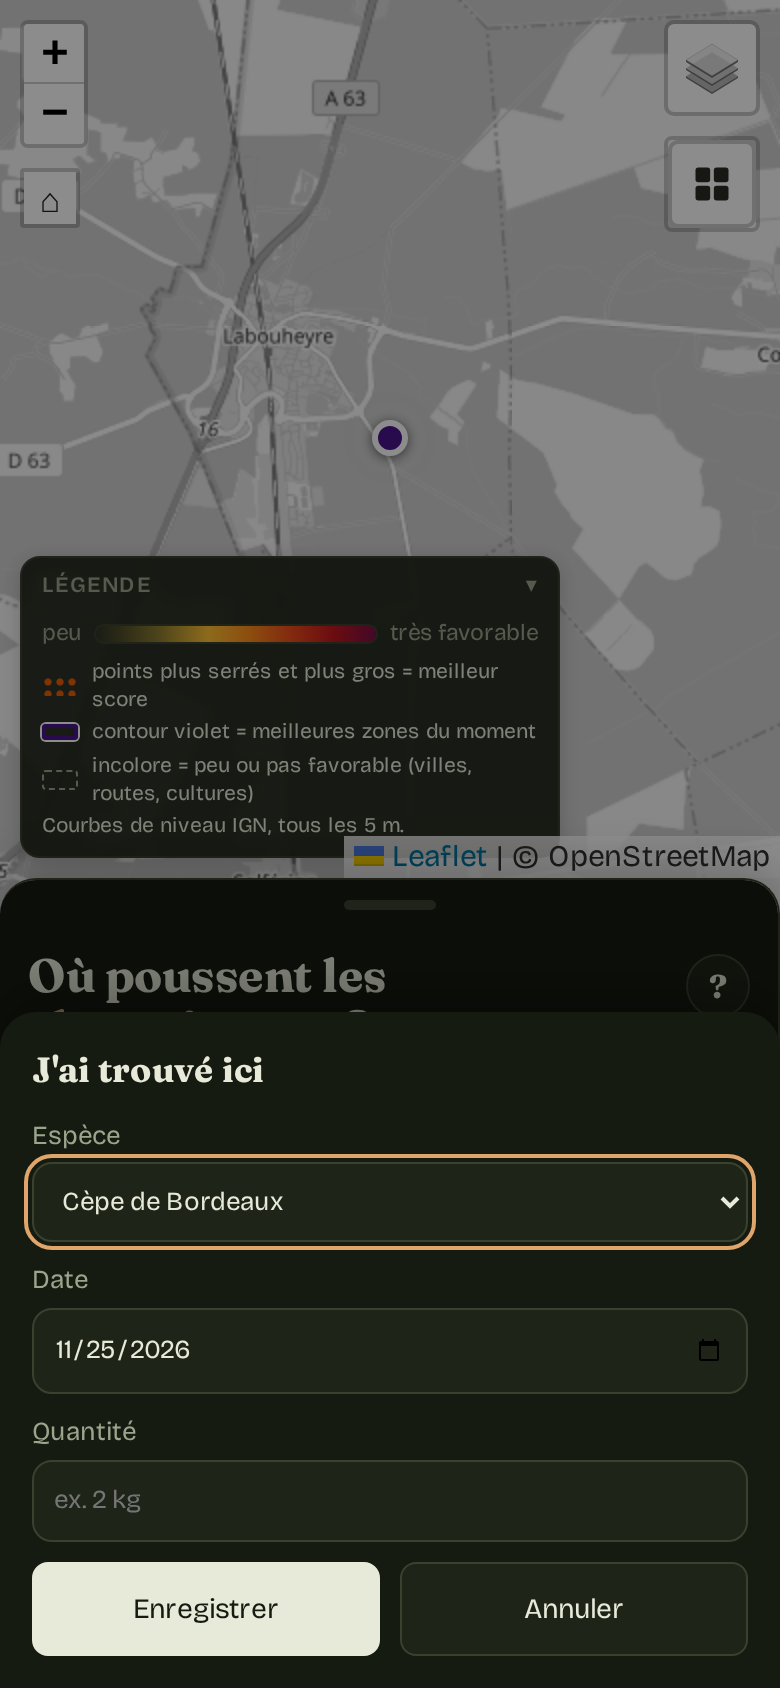 +
A 63
−
D
Labouheyre
Co
16
D 63
LÉGENDE ▼
peu très favorable
points plus serrés et plus gros = meilleur
score
contour violet = meilleures zones du moment
incolore = peu ou pas favorable (villes,
routes, cultures)
Courbes de niveau IGN, tous les 5 m.
Leaflet | © OpenStreetMap
5
Où poussent les
?
J'ai trouvé ici
Espèce
Cèpe de Bordeaux
Date
11/25/2026
Quantité
ex. 2 kg
Enregistrer
Annuler